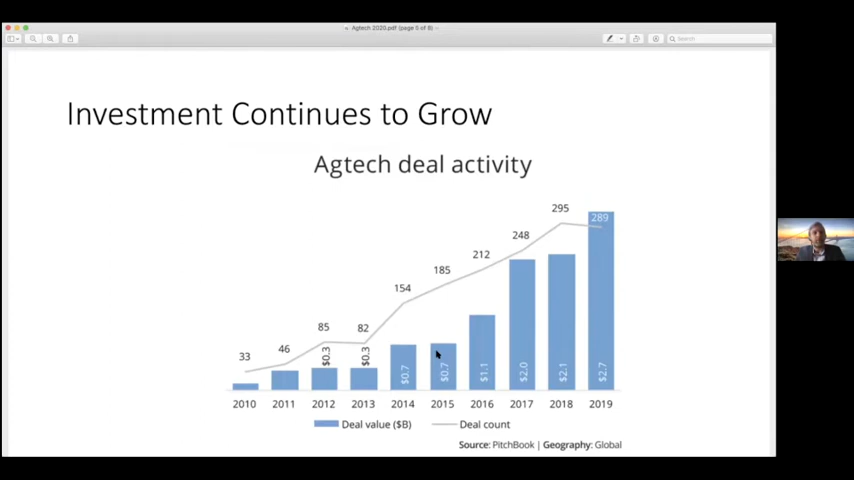 Agtech 2020.pdf (page 5 of 8)
Search
Investment Continues to Grow
Agtech deal activity
33
46
85
82
154
185
212
248
295
289
$0.3
$0.3
$0.7
$0.7
$1.1
$2.0
$2.1
$2.7
2010 2011 2012 2013 2014 2015 2016 2017 2018 2019
Deal value ($B) Deal count
Source: PitchBook | Geography: Global